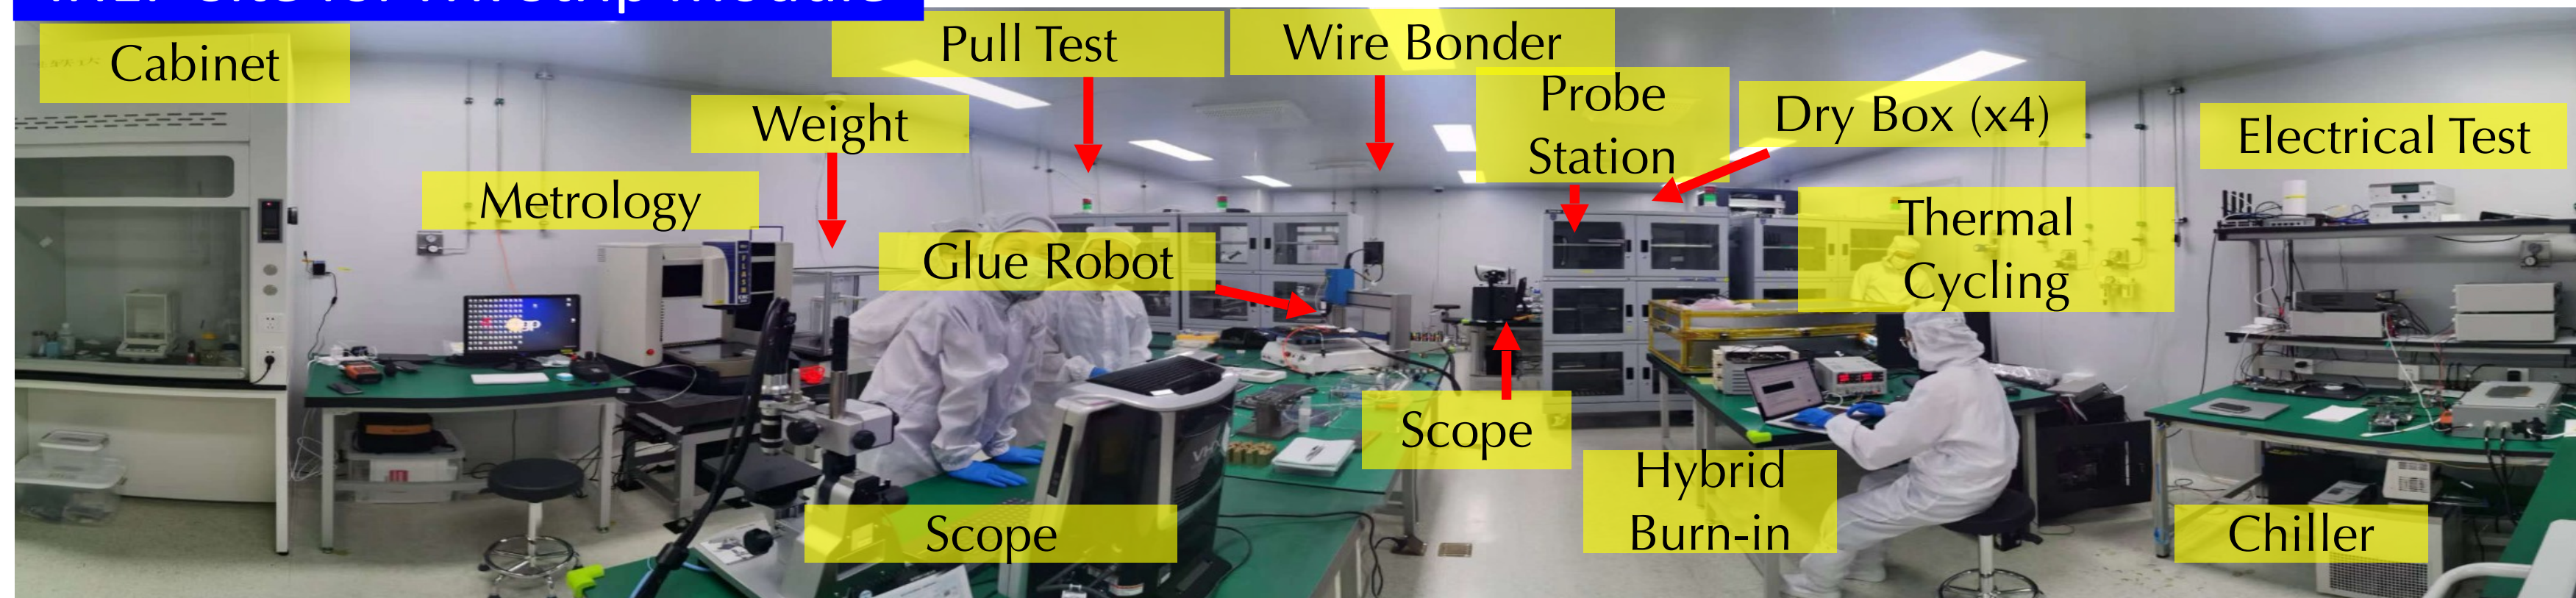 Cabinet
Pull Test
Wire Bonder
Weight
Probe
Station
Dry Box (x4)
Electrical Test
Metrology
Glue Robot
Thermal
Cycling
Scope
Hybrid
Burn-in
Scope
Chiller